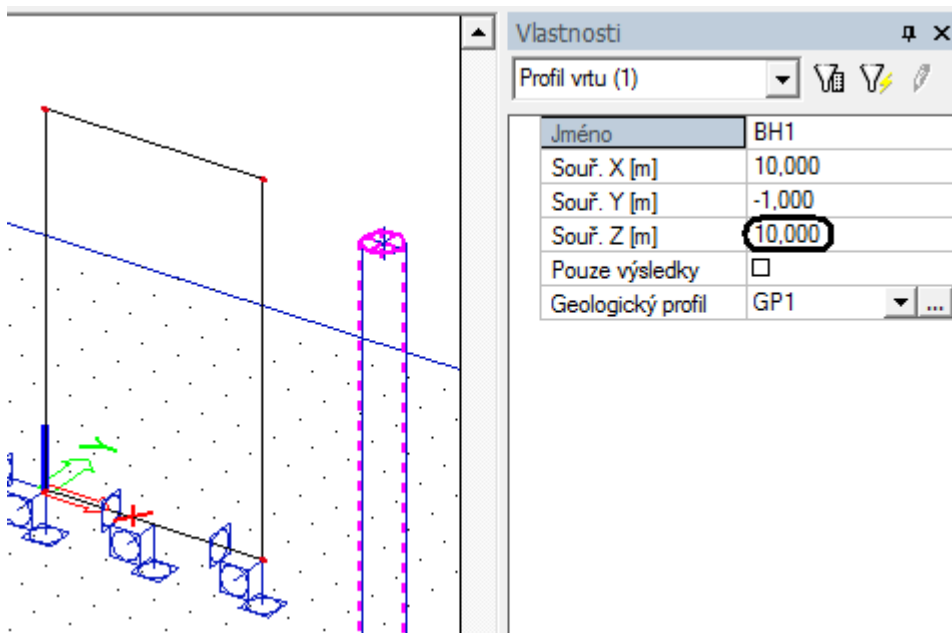 Vlastnosti
Profil vrtu (1)
Jméno BH1
Souř. X [m] 10,000
Souř. Y [m] -1,000
Souř. Z [m] 10,000
Pouze výsledky
Geologický profil GP1 ...
Y
X